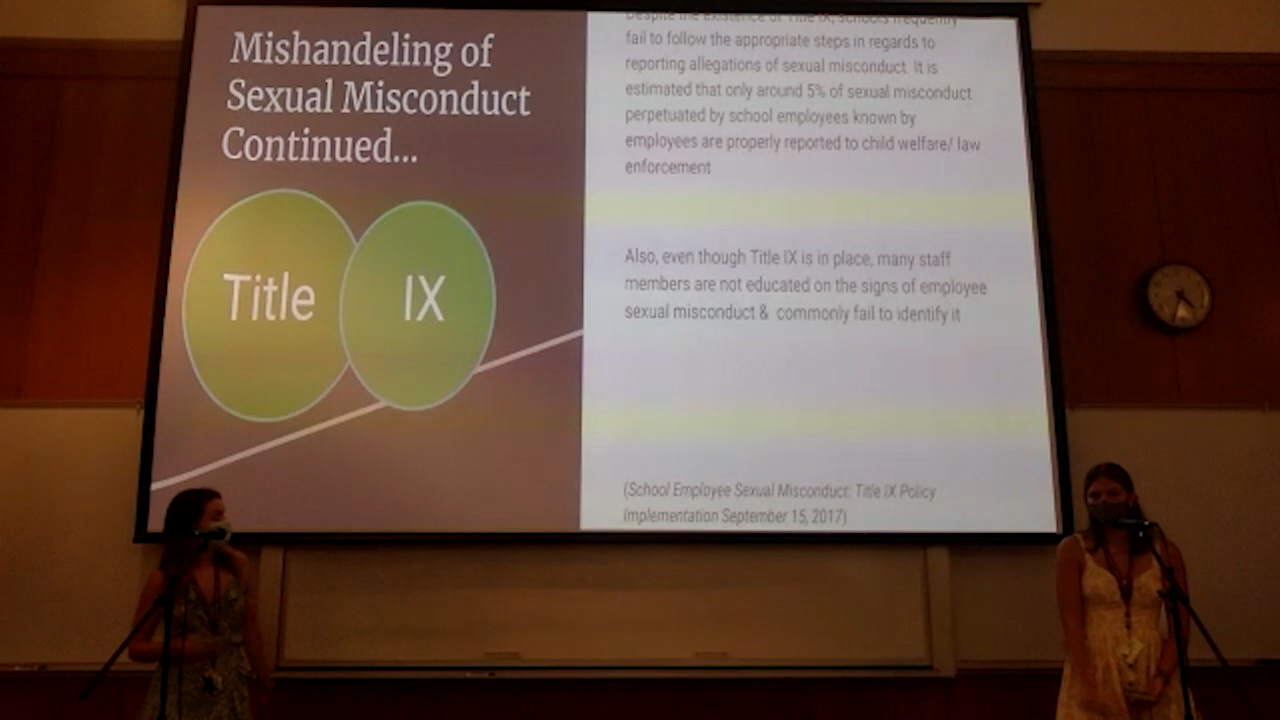 Mishandeling of
Sexual Misconduct
Continued...
Title IX
Despite the existence of Title IX, schools frequently
fail to follow the appropriate steps in regards to
reporting allegations of sexual misconduct. It is
estimated that only around 5% of sexual misconduct
perpetuated by school employees known by
employees are properly reported to child welfare/ law
enforcement
Also, even though Title IX is in place, many staff
members are not educated on the signs of employee
sexual misconduct & commonly fail to identify it
(School Employee Sexual Misconduct: Title IX Policy
Implementation September 15, 2017)